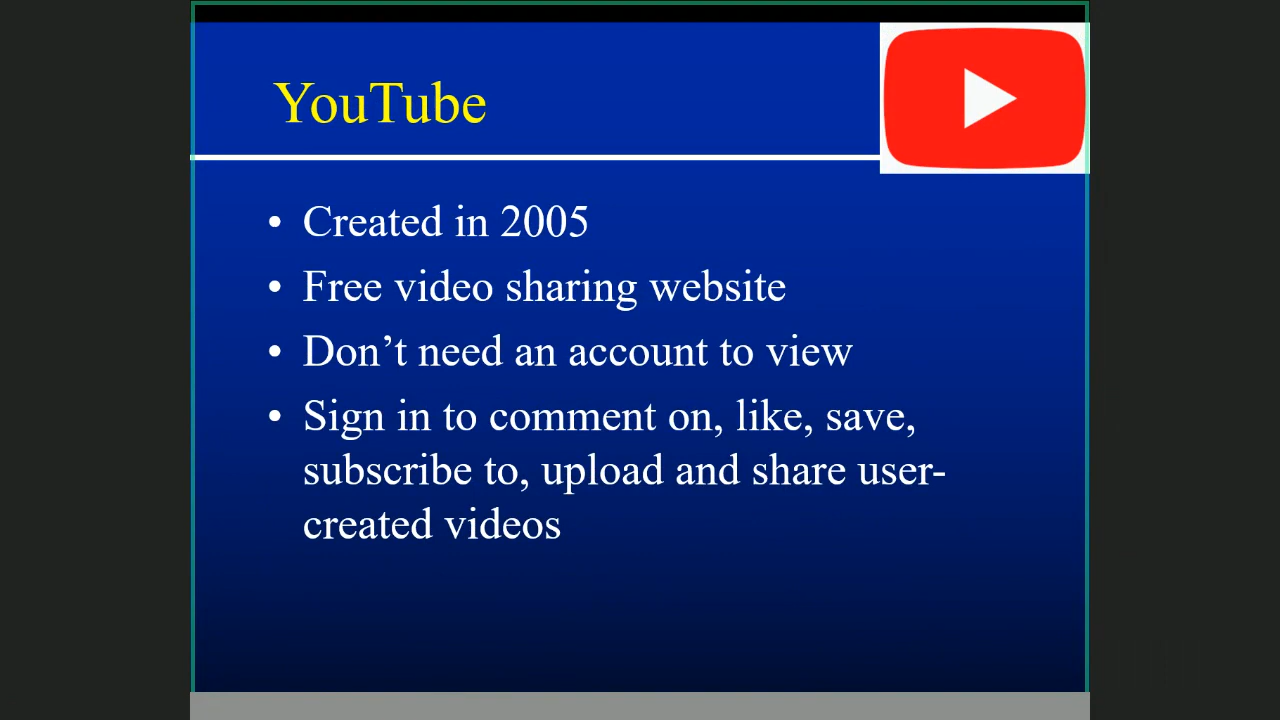 YouTube
• Created in 2005
• Free video sharing website
• Don’t need an account to view
• Sign in to comment on, like, save,
subscribe to, upload and share user-
created videos